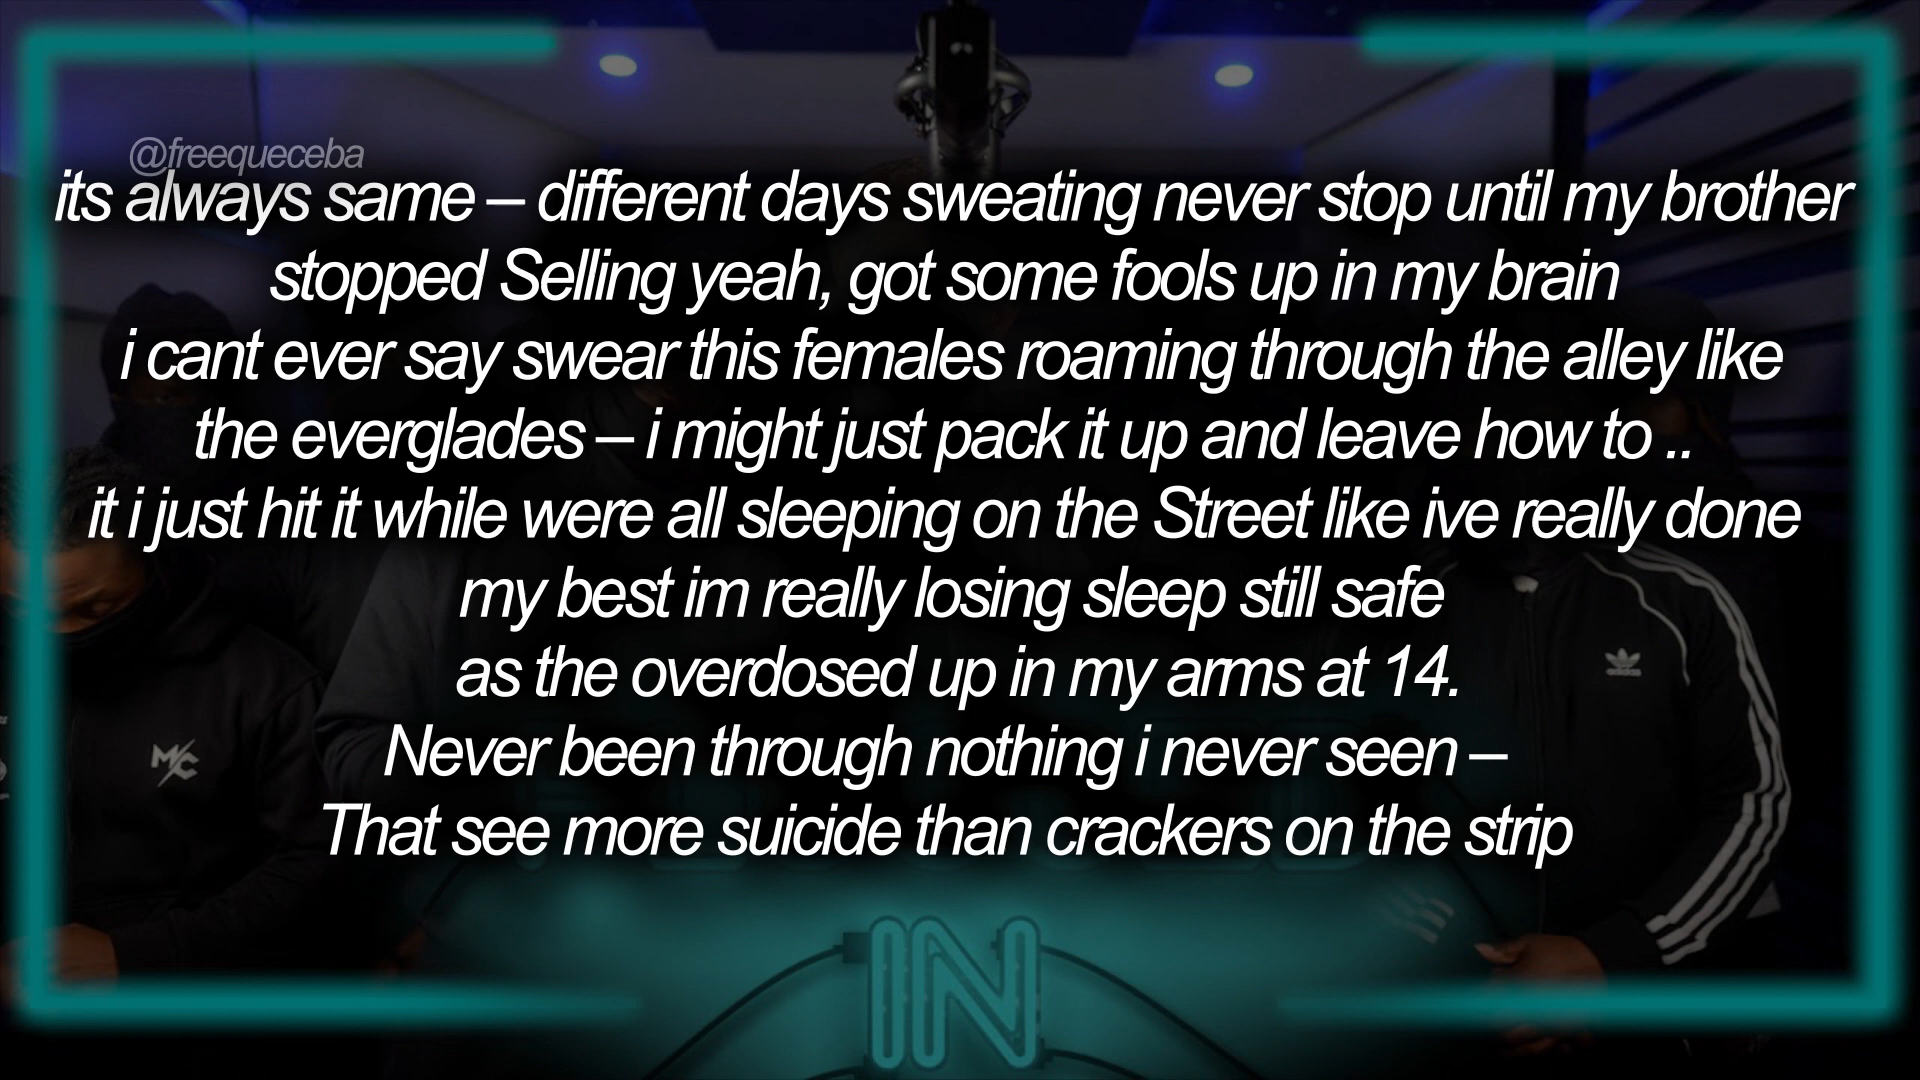 @freequeceba
its always same – different days sweating never stop until my brother
stopped Selling yeah, got some fools up in my brain
i cant ever say swear this females roaming through the alley like
the everglades – i might just pack it up and leave how to ..
it i just hit it while were all sleeping on the Street like ive really done
my best im really losing sleep still safe
as the overdosed up in my arms at 14.
Never been through nothing i never seen –
That see more suicide than crackers on the strip
M/C
adidas
IN